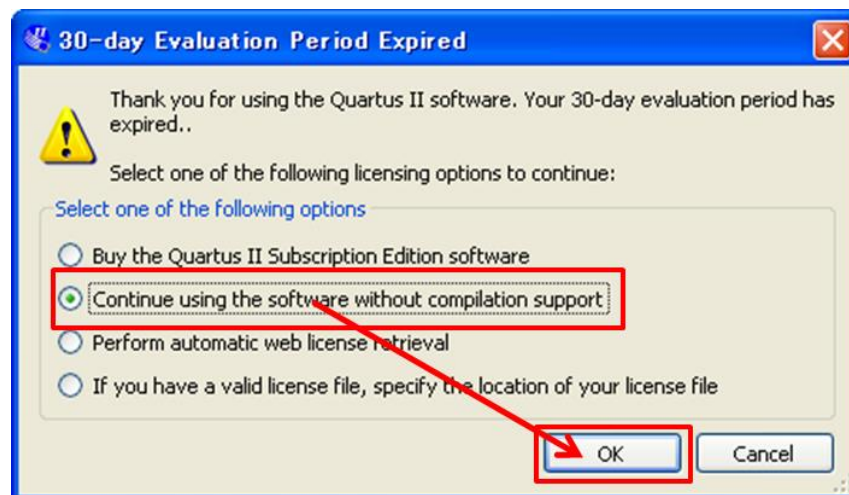 30-day Evaluation Period Expired
Thank you for using the Quartus II software. Your 30-day evaluation period has
expired..
Select one of the following licensing options to continue:
Select one of the following options
Buy the Quartus II Subscription Edition software
Continue using the software without compilation support
Perform automatic web license retrieval
If you have a valid license file, specify the location of your license file
OK
Cancel